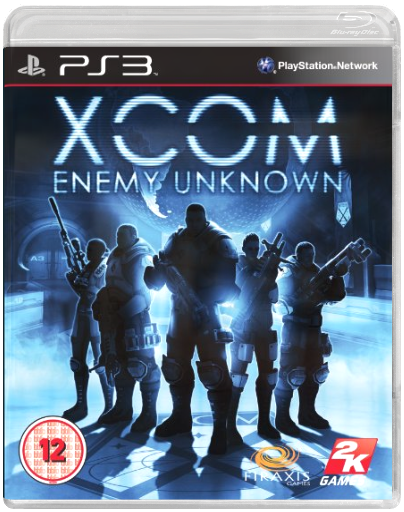 Blu-ray Disc
PS3
PlayStation®Network
XCOM
ENEMY UNKNOWN
12
FIRAXIS
GAMES
2K
GAMES